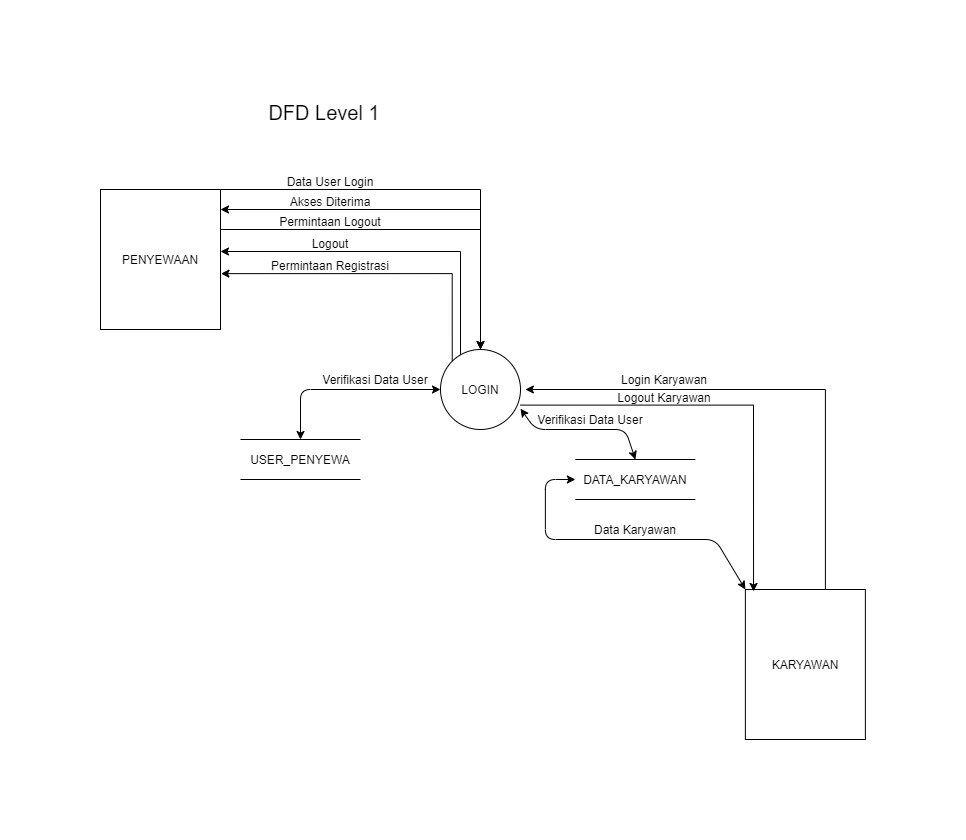 DFD Level 1
Data User Login
Akses Diterima
Permintaan Logout
Logout
Permintaan Registrasi
PENYEWAAN
Verifikasi Data User
LOGIN
Login Karyawan
Logout Karyawan
Verifikasi Data User
USER_PENYEWA
DATA_KARYAWAN
Data Karyawan
KARYAWAN